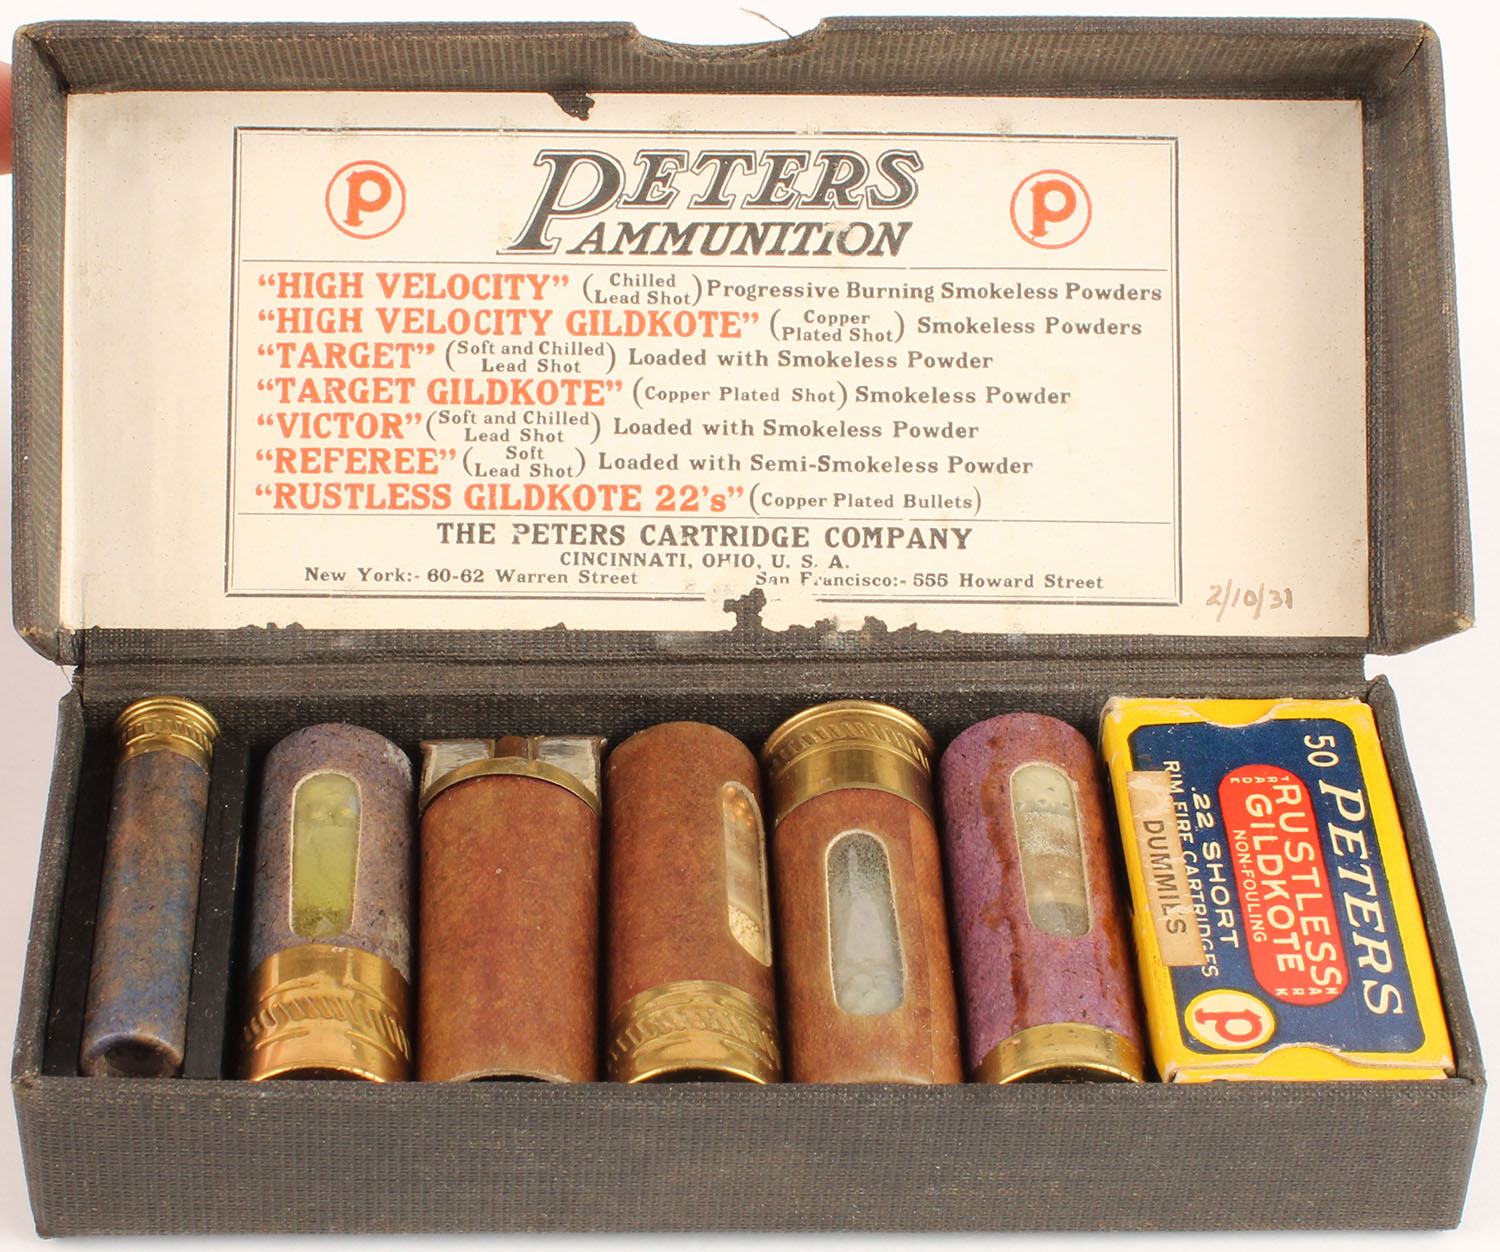 P
PETERS
AMMUNITION
P
"HIGH VELOCITY" (Chilled Lead Shot) Progressive Burning Smokeless Powders
"HIGH VELOCITY GILDKOTE" (Copper Plated Shot) Smokeless Powders
"TARGET" (Soft and Chilled Lead Shot) Loaded with Smokeless Powder
"TARGET GILDKOTE" (Copper Plated Shot) Smokeless Powder
"VICTOR" (Soft and Chilled Lead Shot) Loaded with Smokeless Powder
"REFEREE" (Soft Lead Shot) Loaded with Semi-Smokeless Powder
"RUSTLESS GILDKOTE 22's" (Copper Plated Bullets)
THE PETERS CARTRIDGE COMPANY
CINCINNATI, OHIO, U. S. A.
New York:- 60-62 Warren Street San Francisco:- 555 Howard Street
2/10/31
50 PETERS
TRADE MARK
RUSTLESS
GILDKOTE
NON-FOULING
.22 SHORT
RIM FIRE CARTRIDGES
DUMMIES
P